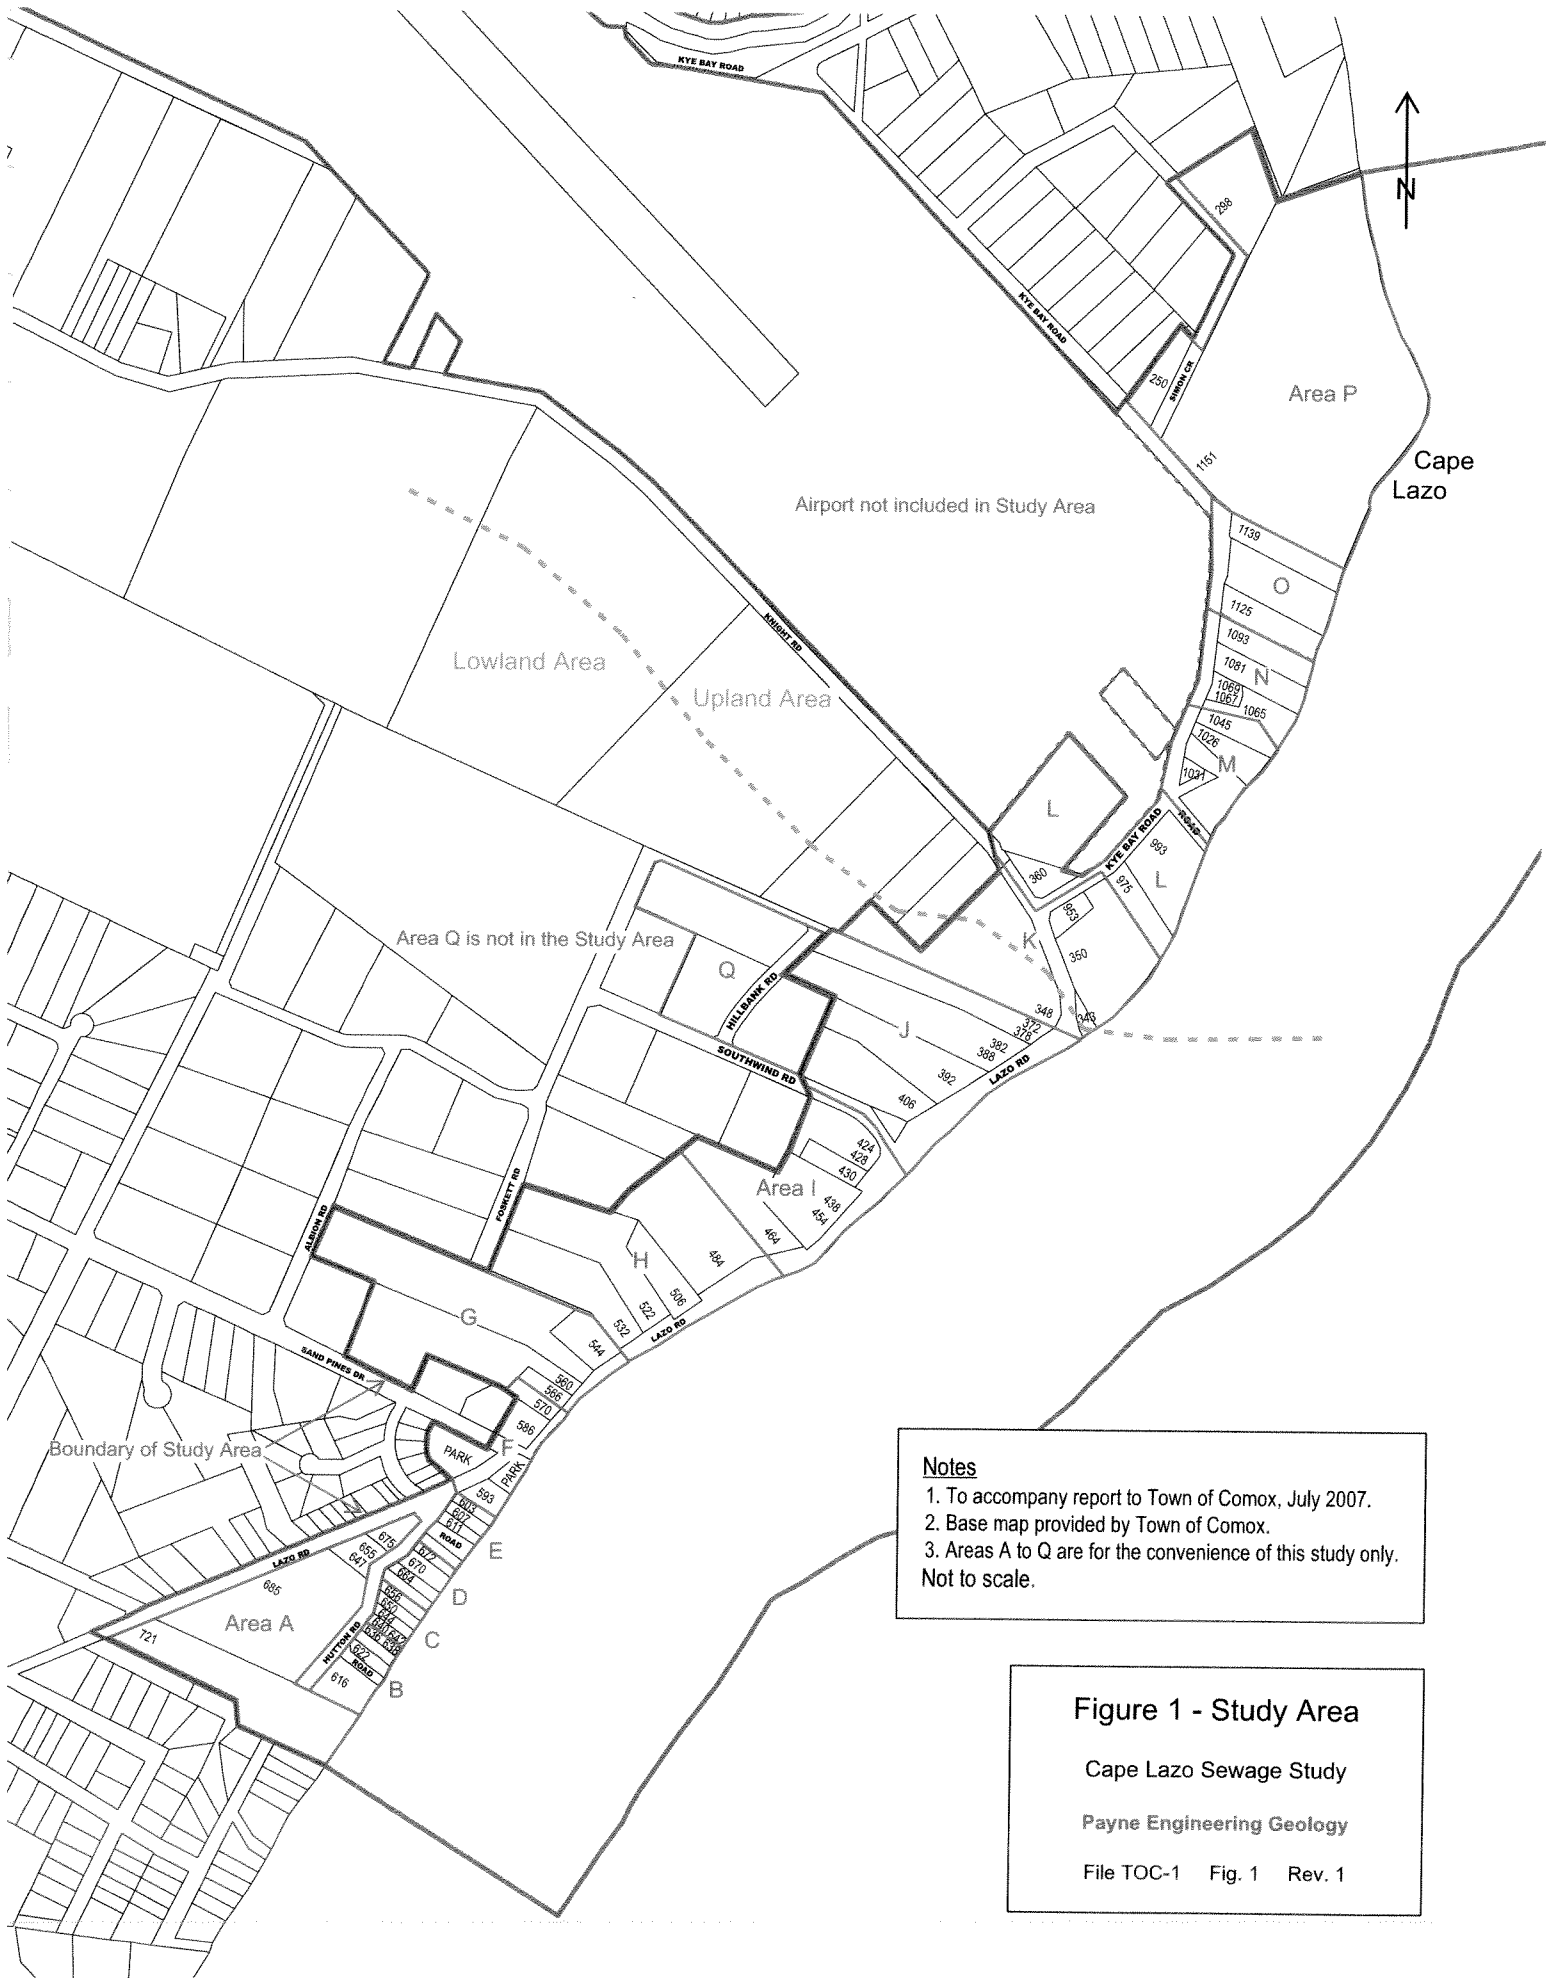 KYE BAY ROAD
N
298
KYE BAY ROAD
250
SIMON CR
Area P
1151
Cape
Lazo
Airport not included in Study Area
1139
O
1125
KNIGHT RD
1093
Lowland Area
1081
N
Upland Area
1069
1067
1065
1045
1026
M
1031
L
ROAD
KYE BAY ROAD
993
360
975
L
953
Area Q is not in the Study Area
K
350
Q
HILLBANK RD
348
343
372
378
J
382
388
SOUTHWIND RD
LAZO RD
392
406
424
428
430
FOSKETT RD
Area I
438
454
ALBION RD
464
H
484
506
522
G
532
LAZO RD
544
SAND PINES DR
560
566
570
586
Boundary of Study Area
PARK
F
PARK
593
603
607
611
ROAD
E
675
655
647
LAZO RD
672
670
664
685
D
656
650
Area A
644
640
642
636
638
C
721
HUTTON RD
622
ROAD
616
B
Notes
1. To accompany report to Town of Comox, July 2007.
2. Base map provided by Town of Comox.
3. Areas A to Q are for the convenience of this study only.
Not to scale.
Figure 1 - Study Area
Cape Lazo Sewage Study
Payne Engineering Geology
File TOC-1 Fig. 1 Rev. 1